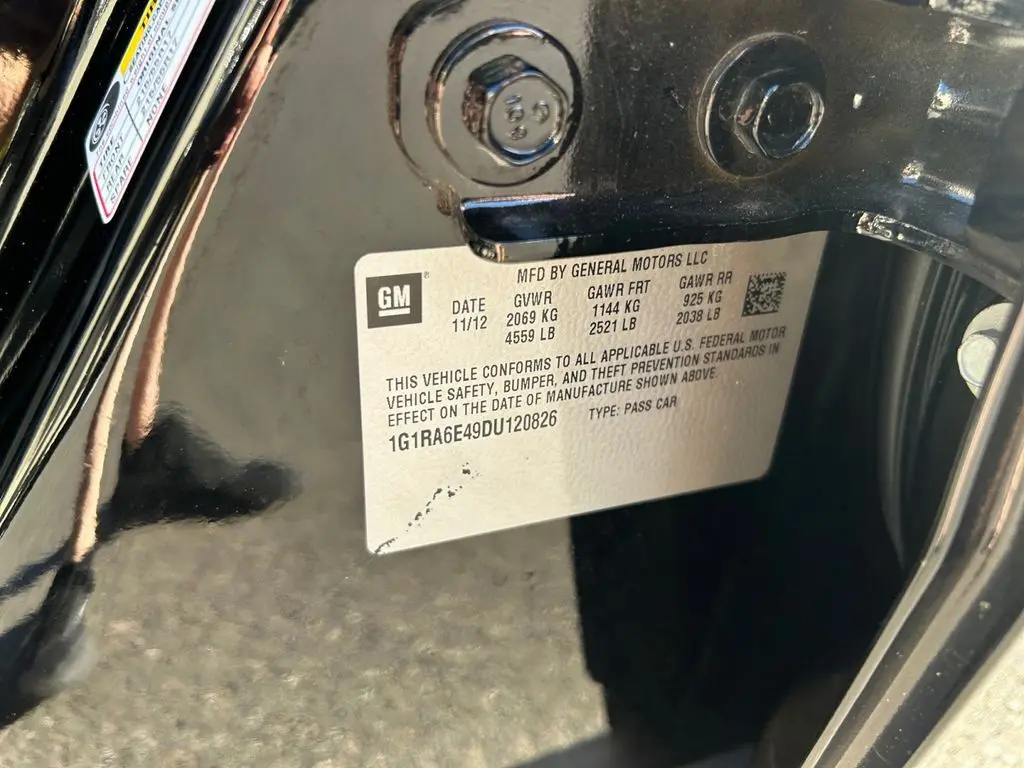 MFD BY GENERAL MOTORS LLC
GM®
DATE GVWR GAWR FRT GAWR RR
11/12 2069 KG 1144 KG 925 KG
4559 LB 2521 LB 2038 LB
THIS VEHICLE CONFORMS TO ALL APPLICABLE U.S. FEDERAL MOTOR
VEHICLE SAFETY, BUMPER, AND THEFT PREVENTION STANDARDS IN
EFFECT ON THE DATE OF MANUFACTURE SHOWN ABOVE.
1G1RA6E49DU120826 TYPE: PASS CAR
SPARE
NONE